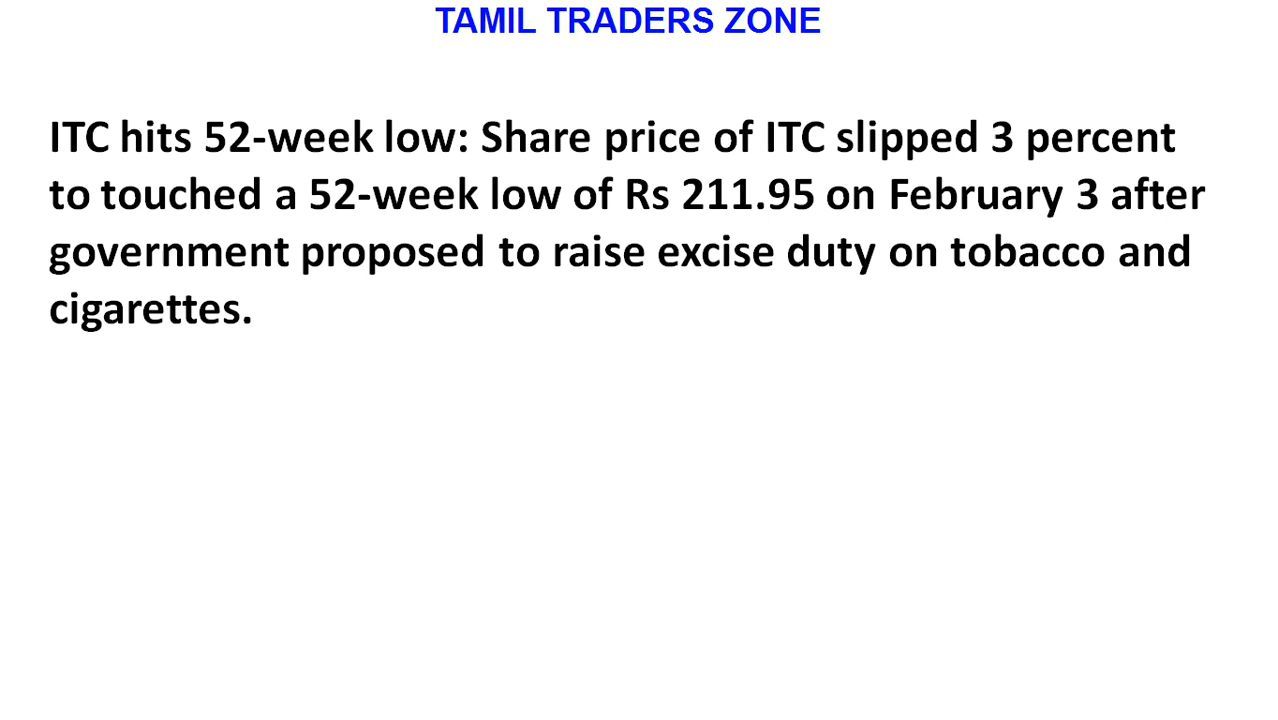 TAMIL TRADERS ZONE
ITC hits 52-week low: Share price of ITC slipped 3 percent
to touched a 52-week low of Rs 211.95 on February 3 after
government proposed to raise excise duty on tobacco and
cigarettes.